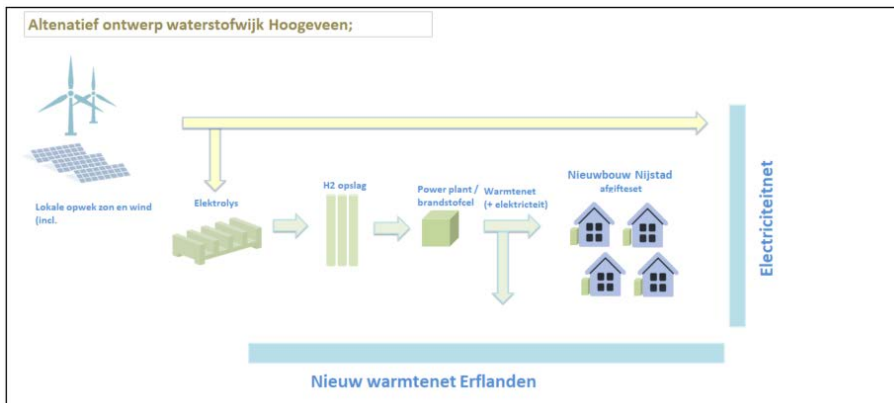 Altenatief ontwerp waterstofwijk Hoogeveen;
Lokale opwek zon en wind
(incl.
Elektrolys
H2 opslag
Power plant /
brandstofcel
Warmtenet
(+ elektricteit)
Nieuwbouw Nijstad
afgifteset
Electriciteitnet
Nieuw warmtenet Erflanden